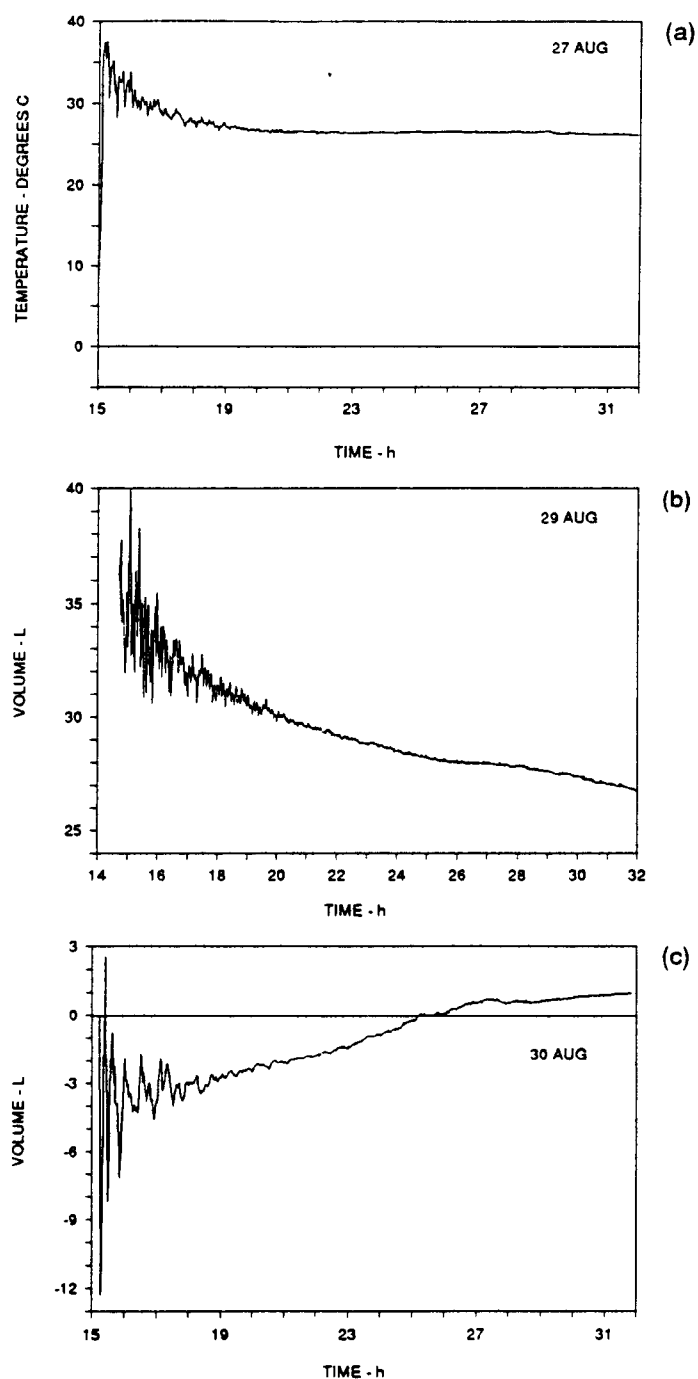 (a)
27 AUG
TEMPERATURE - DEGREES C
40
30
20
10
0
15 19 23 27 31
TIME - h
(b)
29 AUG
VOLUME - L
40
35
30
25
14 16 18 20 22 24 26 28 30 32
TIME - h
(c)
30 AUG
VOLUME - L
3
0
-3
-6
-9
-12
15 19 23 27 31
TIME - h